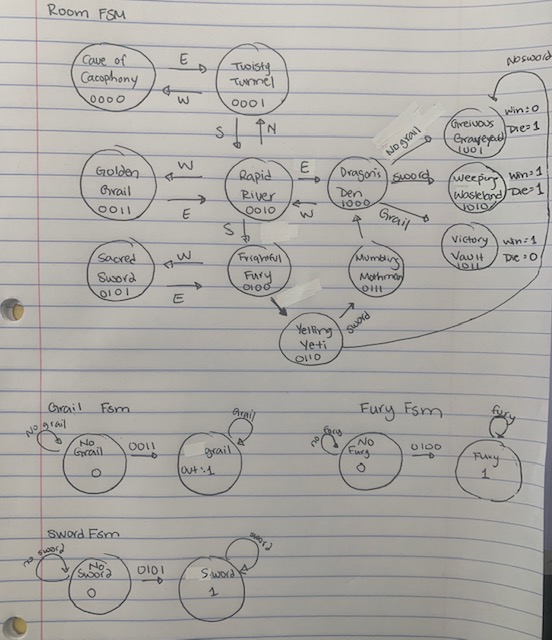 Room FSM
Cave of
Cacophony
0000
E
W
Twisty
Tunnel
0001
S
N
No sword
Golden
Grail
0011
W
E
Rapid
River
0010
E
W
Dragon's
Den
1000
No grail
sword
Grail
Greivous
Graveyard
1001
win=0
Die=1
Weeping
Wasteland
1010
Win=1
Die=1
Victory
Vault
1011
Win=1
Die=0
S
Sacred
Sword
0101
W
E
Frightful
Fury
0100
Mumbling
Mothman
0111
Yelling
Yeti
0110
sword
Grail Fsm
No grail
No
Grail
0
0011
Grail
grail
out:1
Fury Fsm
no fury
No
Fury
0
0100
fury
Fury
1
Sword Fsm
no sword
No
Sword
0
0101
sword
Sword
1